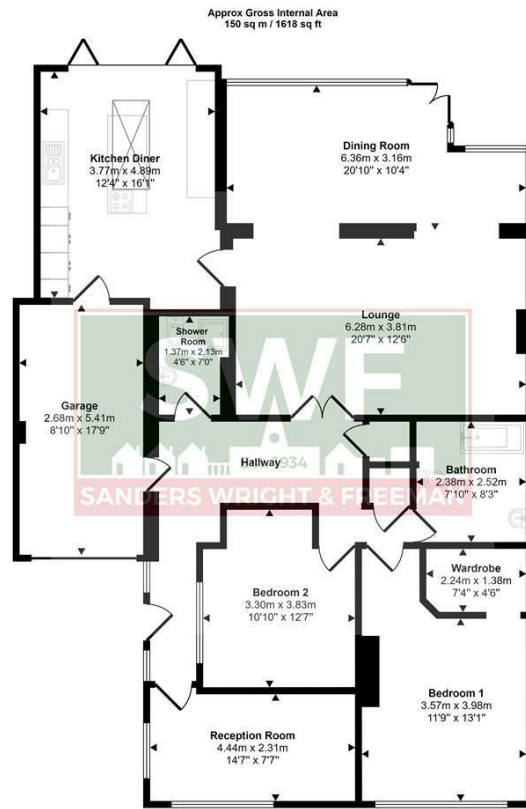 Approx Gross Internal Area
150 sq m / 1618 sq ft
Kitchen Diner
3.77m x 4.89m
12'4" x 16'1"
Dining Room
6.36m x 3.16m
20'10" x 10'4"
Lounge
6.28m x 3.81m
20'7" x 12'6"
Shower
Room
1.37m x 2.13m
4'6" x 7'0"
Garage
2.68m x 5.41m
8'10" x 17'9"
SWF
Hallway
1934
SANDERS WRIGHT & FREEMAN
Bathroom
2.38m x 2.52m
7'10" x 8'3"
Wardrobe
2.24m x 1.38m
7'4" x 4'6"
Bedroom 2
3.30m x 3.83m
10'10" x 12'7"
Bedroom 1
3.57m x 3.98m
11'9" x 13'1"
Reception Room
4.44m x 2.31m
14'7" x 7'7"